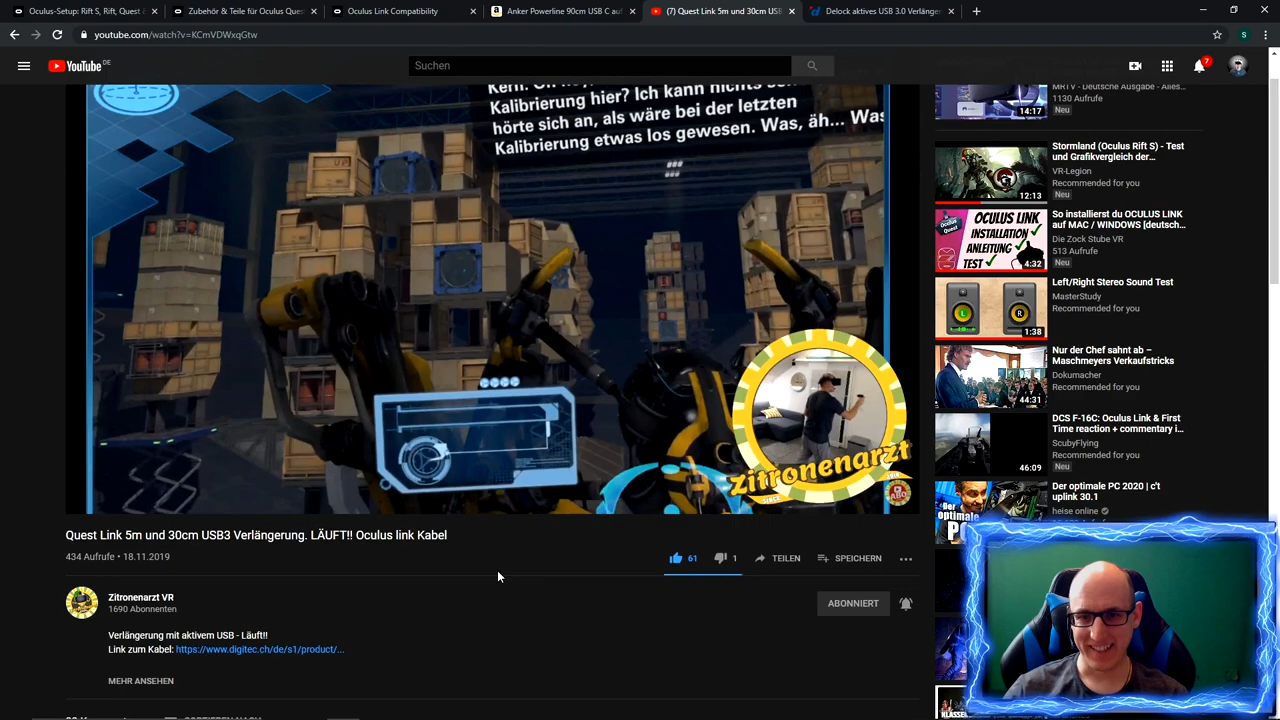 Oculus-Setup: Rift S, Rift, Quest &
Zubehör & Teile für Oculus Quest
Oculus Link Compatibility
Anker Powerline 90cm USB C auf
(7) Quest Link 5m und 30cm USB
Delock aktives USB 3.0 Verlänger
youtube.com/watch?v=KCmVDWxqGtw
S
YouTube DE
Suchen
7
Kalibrierung hier? Ich kann nichts
hörte sich an, als wäre bei der letzten
Kalibrierung etwas los gewesen. Was, äh... Was
###
###
UP
zitronenarzt
SINCE
ABO
Quest Link 5m und 30cm USB3 Verlängerung. LÄUFT!! Oculus link Kabel
434 Aufrufe • 18.11.2019
61
1
TEILEN
SPEICHERN
Zitronenarzt VR
1690 Abonnenten
ABONNIERT
Verlängerung mit aktivem USB - Läuft!!
Link zum Kabel: https://www.digitec.ch/de/s1/product/...
MEHR ANSEHEN
MRTV - Deutsche Ausgabe - Alles...
1130 Aufrufe
Neu
14:17
Stormland (Oculus Rift S) - Test
und Grafikvergleich der...
VR-Legion
Recommended for you
12:13
So installierst du OCULUS LINK
auf MAC / WINDOWS [deutsch...
Die Zock Stube VR
513 Aufrufe
Neu
OCULUS LINK
INSTALLATION
ANLEITUNG
TEST
4:32
Left/Right Stereo Sound Test
MasterStudy
Recommended for you
L
R
1:38
Nur der Chef sahnt ab –
Maschmeyers Verkaufstricks
Dokumacher
Recommended for you
44:31
DCS F-16C: Oculus Link & First
Time reaction + commentary i...
ScubyFlying
Recommended for you
Neu
46:09
Der optimale PC 2020 | c't
uplink 30.1
heise online
Der
Optimale